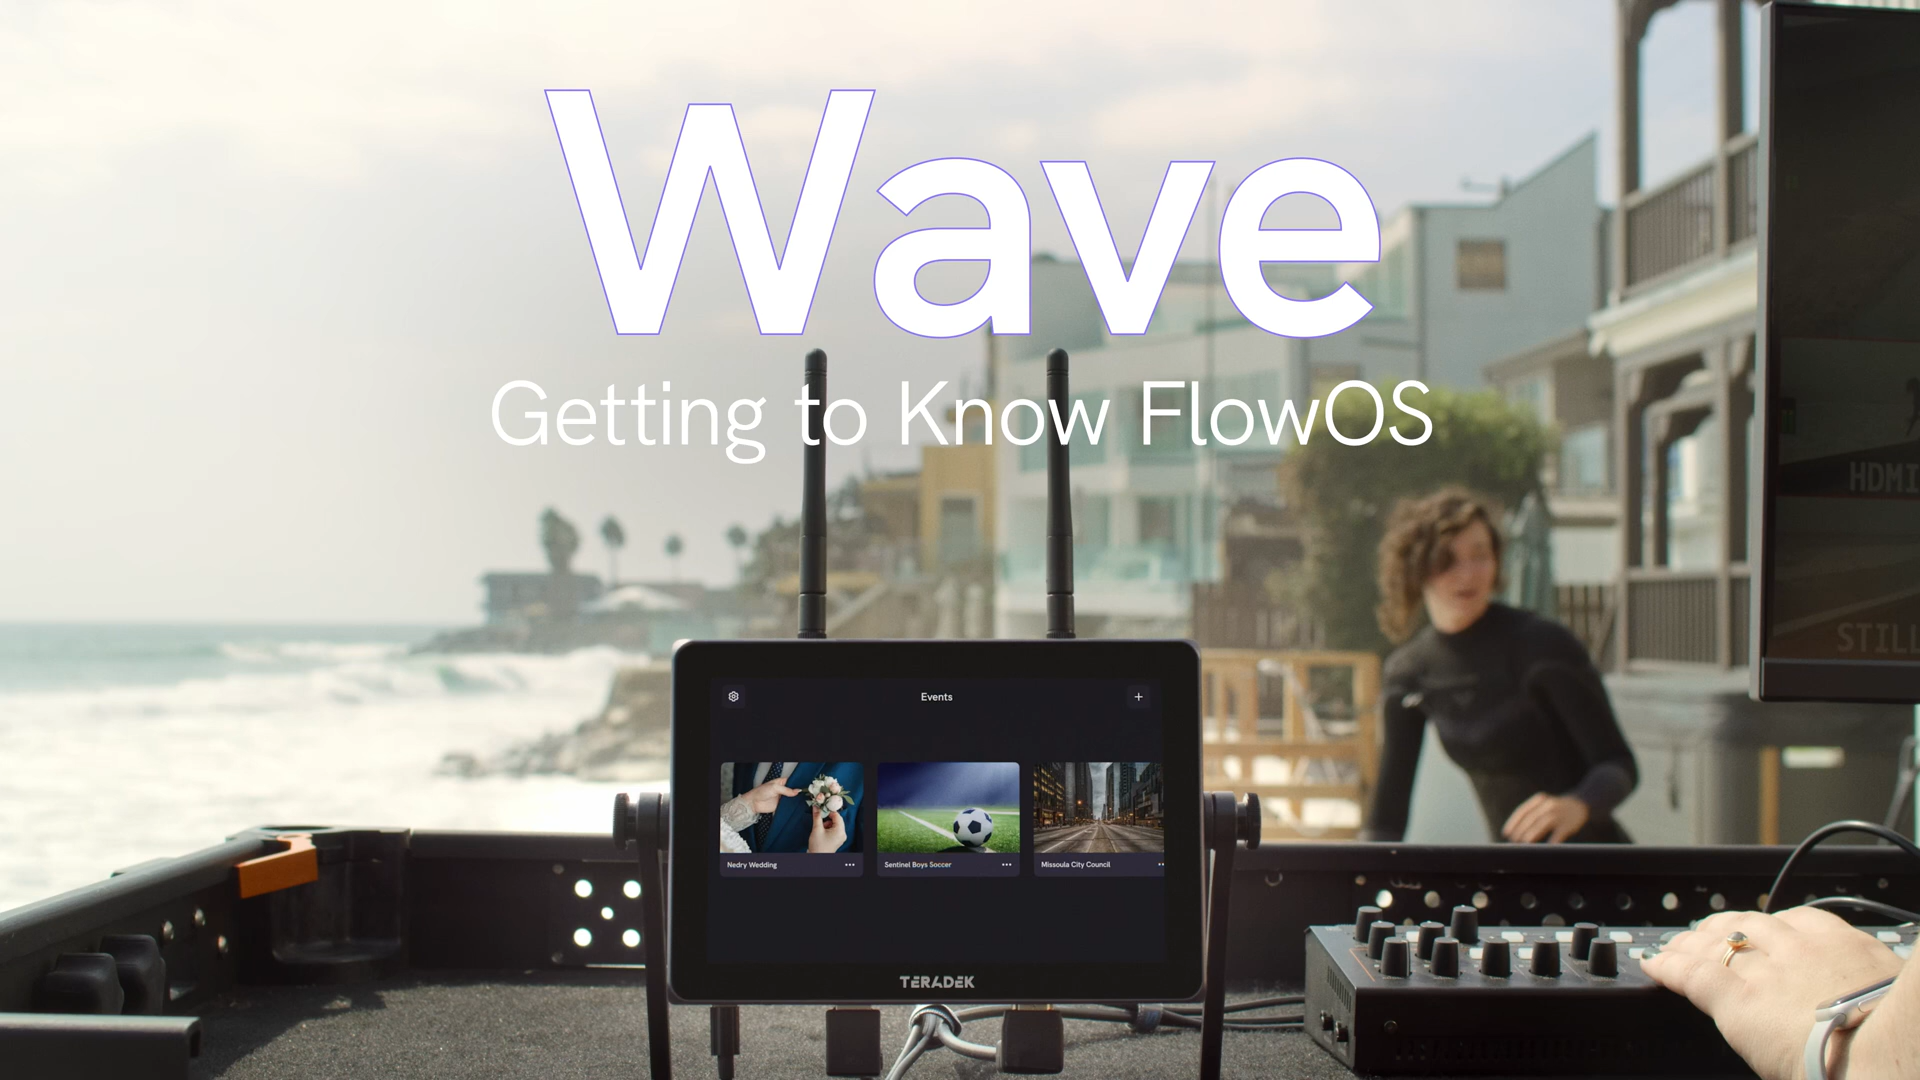 Wave
Getting to Know FlowOS
HDMI
STILL
Events
Nedry Wedding
Sentinel Boys Soccer
Missoula City Council
TERADEK